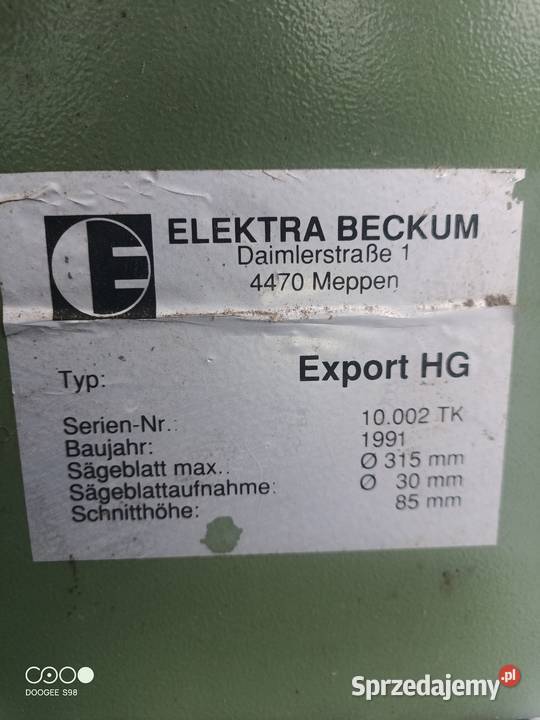 E ELEKTRA BECKUM
Daimlerstraße 1
4470 Meppen
Typ: Export HG
Serien-Nr.: 10.002 TK
Baujahr: 1991
Sägeblatt max.: Ø 315 mm
Sägeblattaufnahme: Ø 30 mm
Schnitthöhe: 85 mm
DOOGEE S98
Sprzedajemy.pl